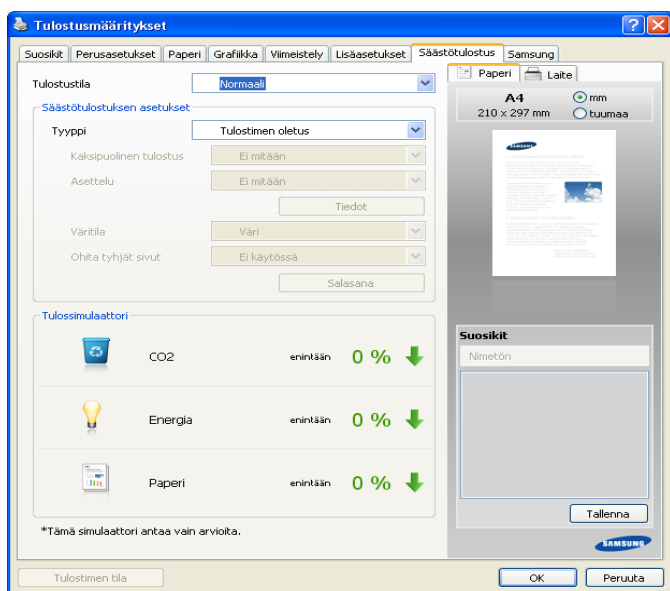 Tulostusmääritykset
Suosikit Perusasetukset Paperi Grafiikka Viimeistely Lisäasetukset Säästötulostus Samsung
Tulostustila Normaali
Säästötulostuksen asetukset
Tyyppi Tulostimen oletus
Kaksipuolinen tulostus Ei mitään
Asettelu Ei mitään
Tiedot
Väritila Väri
Ohita tyhjät sivut Ei käytössä
Salasana
Tulossimulaattori
CO2 enintään 0 %
Energia enintään 0 %
Paperi enintään 0 %
*Tämä simulaattori antaa vain arvioita.
Paperi Laite
A4 mm
210 x 297 mm tuumaa
SAMSUNG
Suosikit
Nimetön
Tallenna
SAMSUNG
Tulostimen tila OK Peruuta